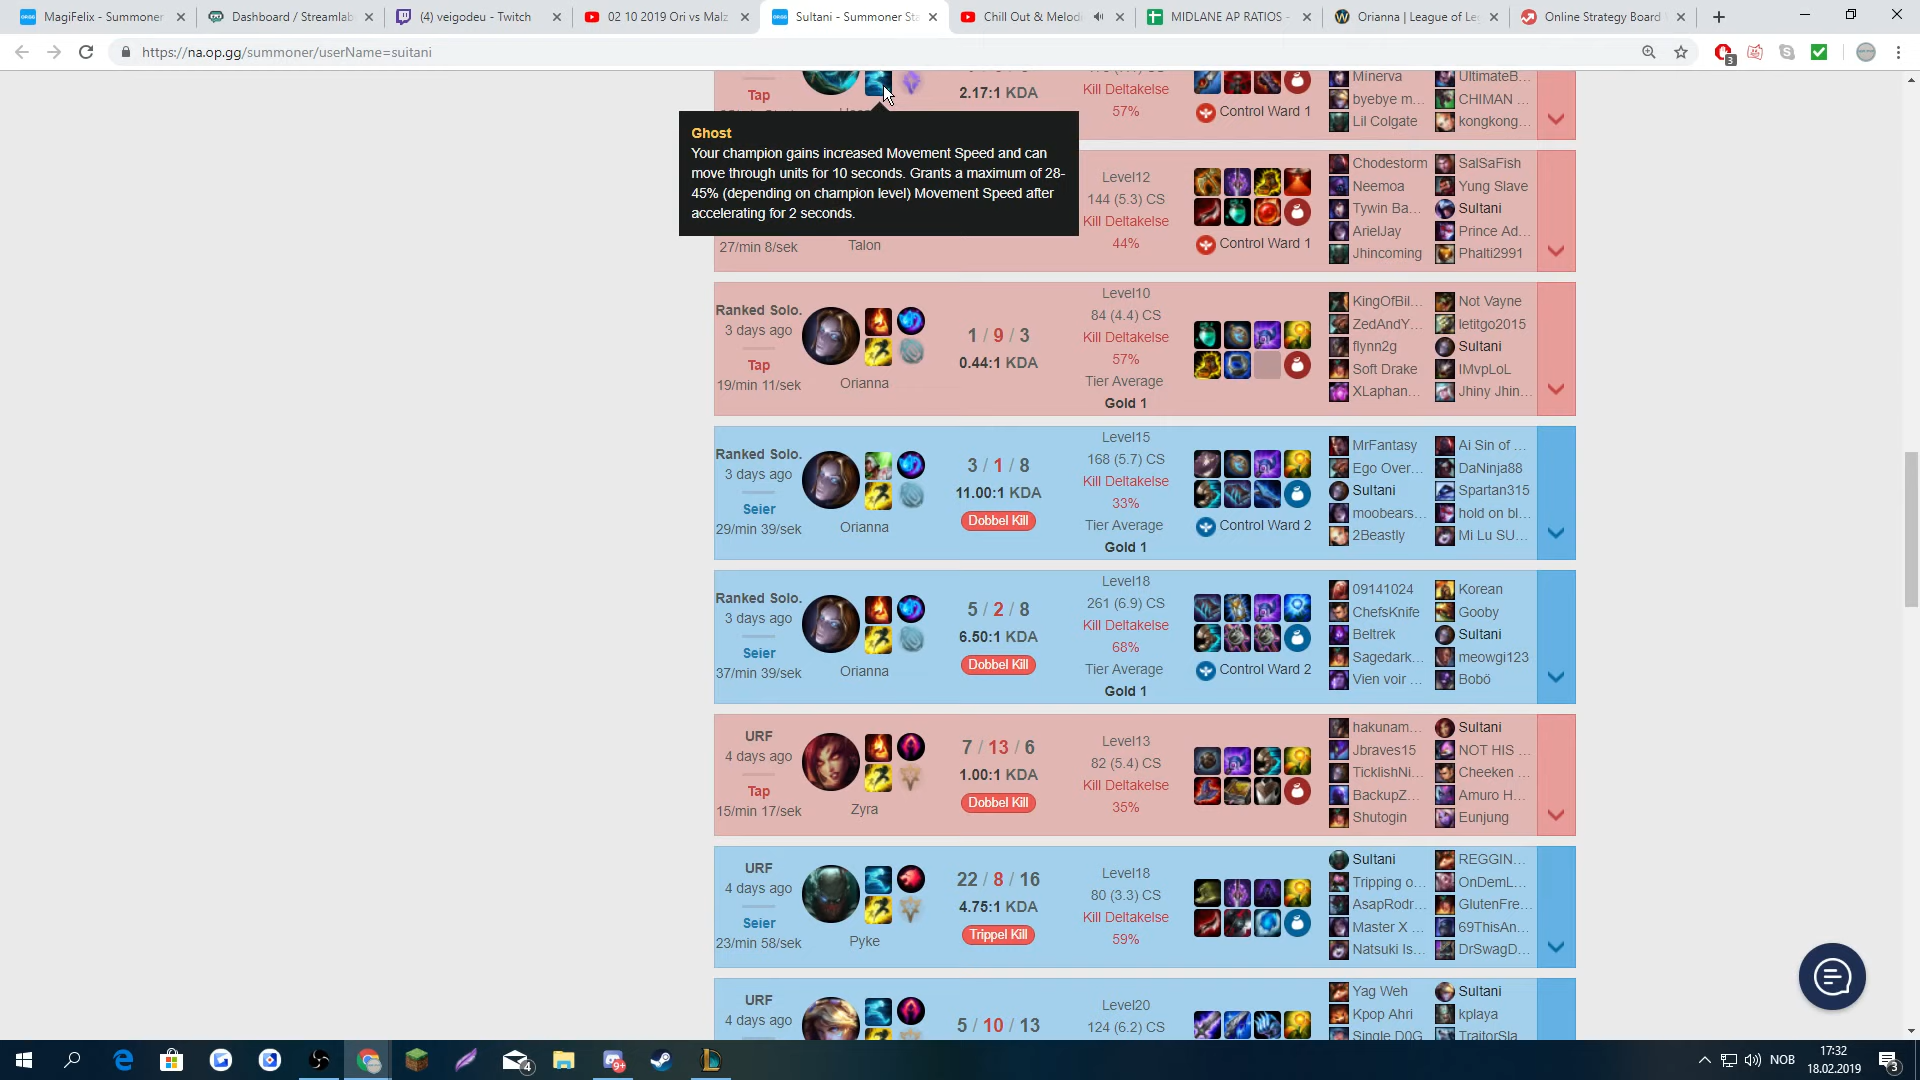 MagiFelix - Summoner
Dashboard / Streamlab
(4) veigodeu - Twitch
02 10 2019 Ori vs Malz
Sultani - Summoner Sta
Chill Out & Melodi
MIDLANE AP RATIOS -
Orianna | League of Le
Online Strategy Board
https://na.op.gg/summoner/userName=suitani
3
Tap
2.17:1 KDA
Kill Deltakelse
57%
Control Ward 1
Minerva
UltimateB...
byebye m...
CHIMAN
Lil Colgate
kongkong...
Ghost
Your champion gains increased Movement Speed and can
move through units for 10 seconds. Grants a maximum of 28-
45% (depending on champion level) Movement Speed after
accelerating for 2 seconds.
27/min 8/sek
Talon
Level12
144 (5.3) CS
Kill Deltakelse
44%
Control Ward 1
Chodestorm
SalSaFish
Neemoa
Yung Slave
Tywin Ba...
Sultani
ArielJay
Prince Ad...
Jhincoming
Phalti2991
Ranked Solo.
3 days ago
Tap
19/min 11/sek
Orianna
1 / 9 / 3
0.44:1 KDA
Level10
84 (4.4) CS
Kill Deltakelse
57%
Tier Average
Gold 1
KingOfBil...
Not Vayne
ZedAndY...
letitgo2015
flynn2g
Sultani
Soft Drake
IMvpLoL
XLaphan...
Jhiny Jhin...
Ranked Solo.
3 days ago
Seier
29/min 39/sek
Orianna
3 / 1 / 8
11.00:1 KDA
Dobbel Kill
Level15
168 (5.7) CS
Kill Deltakelse
33%
Tier Average
Gold 1
Control Ward 2
MrFantasy
Ai Sin of ...
Ego Over...
DaNinja88
Sultani
Spartan315
moobears...
hold on bl...
2Beastly
Mi Lu SU...
Ranked Solo.
3 days ago
Seier
37/min 39/sek
Orianna
5 / 2 / 8
6.50:1 KDA
Dobbel Kill
Level18
261 (6.9) CS
Kill Deltakelse
68%
Tier Average
Gold 1
Control Ward 2
09141024
Korean
ChefsKnife
Gooby
Beltrek
Sultani
Sagedark...
meowgi123
Vien voir ...
Bobö
URF
4 days ago
Tap
15/min 17/sek
Zyra
7 / 13 / 6
1.00:1 KDA
Dobbel Kill
Level13
82 (5.4) CS
Kill Deltakelse
35%
hakunam...
Sultani
Jbraves15
NOT HIS ...
TicklishNi...
Cheeken ...
BackupZ...
Amuro H...
Shutogin
Eunjung
URF
4 days ago
Seier
23/min 58/sek
Pyke
22 / 8 / 16
4.75:1 KDA
Trippel Kill
Level18
80 (3.3) CS
Kill Deltakelse
59%
Sultani
REGGIN...
Tripping o...
OnDemL...
AsapRodr...
GlutenFre...
Master X ...
69ThisAn...
Natsuki Is...
DrSwagD...
URF
4 days ago
5 / 10 / 13
Level20
124 (6.2) CS
Yag Weh
Sultani
Kpop Ahri
kplaya
Single D0G
TraitorSla
4
9+
NOB
17:32
18.02.2019
3